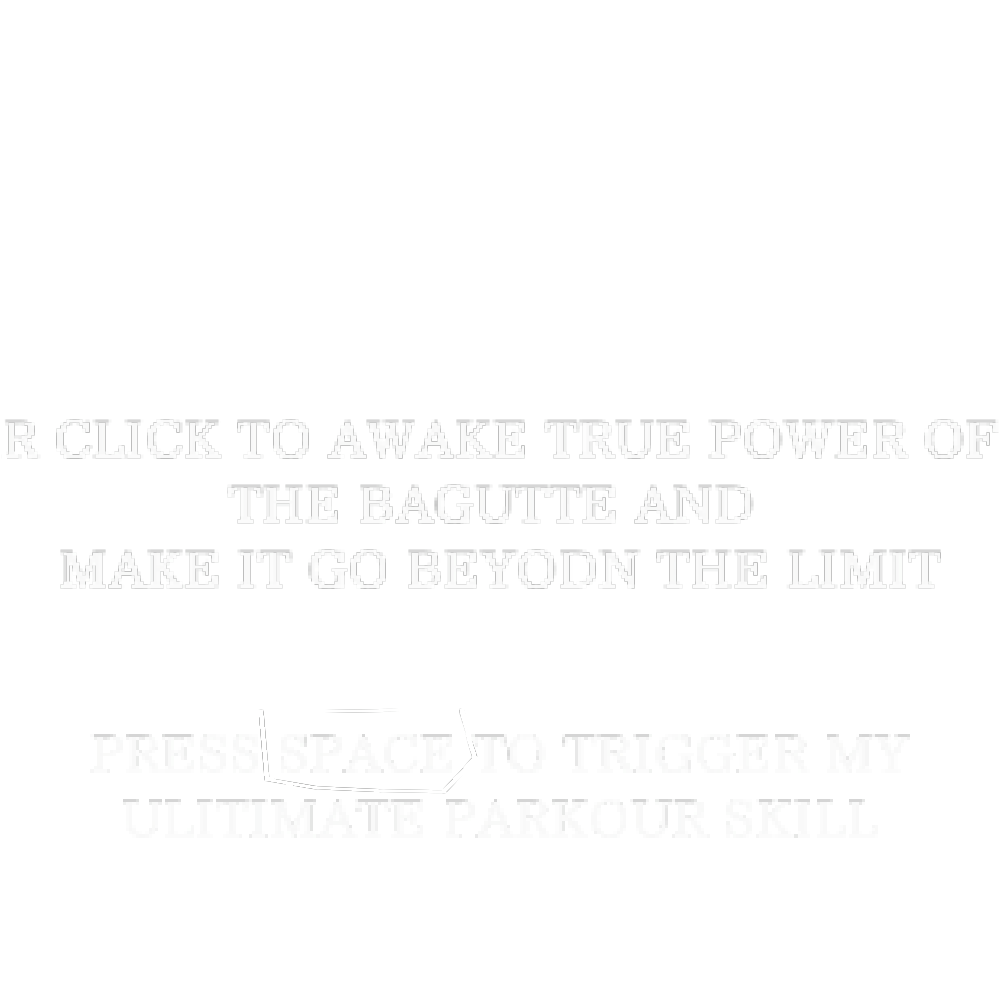 R CLICK TO AWAKE TRUE POWER OF
THE BAGUTTE AND
MAKE IT GO BEYODN THE LIMIT
PRESS SPACE TO TRIGGER MY
ULITIMATE PARKOUR SKILL